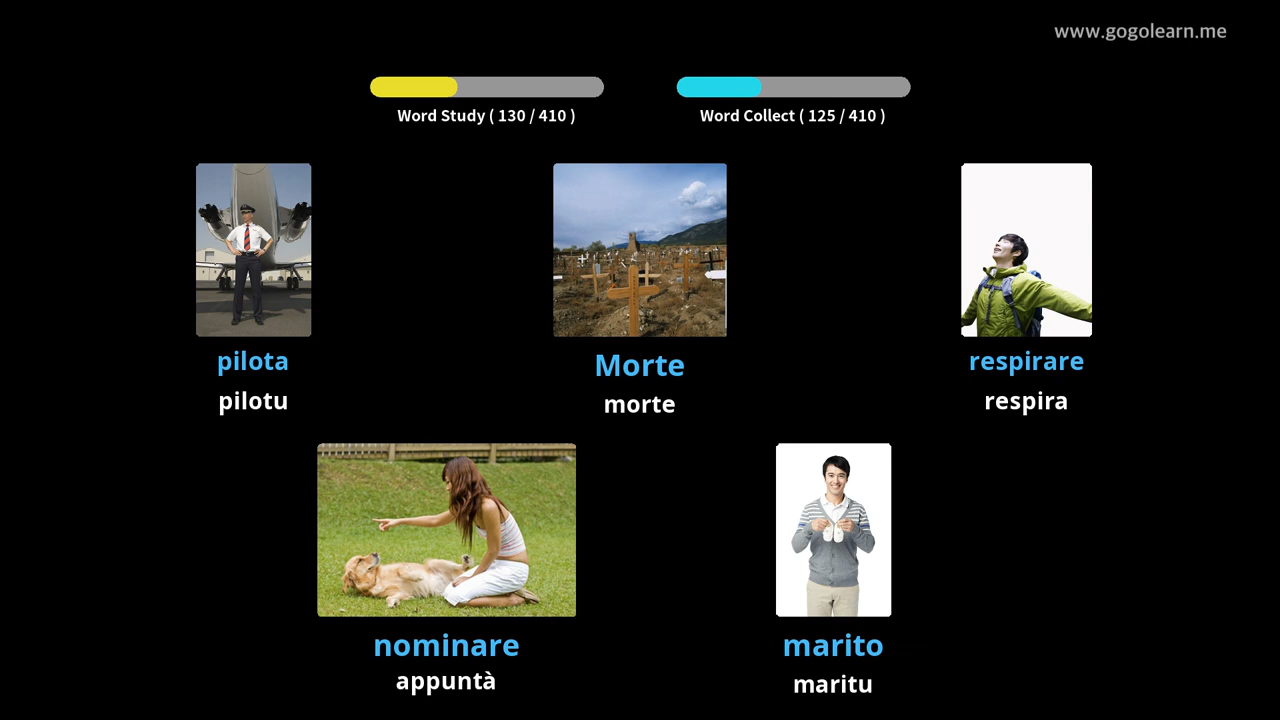 www.gogolearn.me
Word Study ( 130 / 410 )
Word Collect ( 125 / 410 )
pilota
pilotu
Morte
morte
respirare
respira
nominare
appuntà
marito
maritu